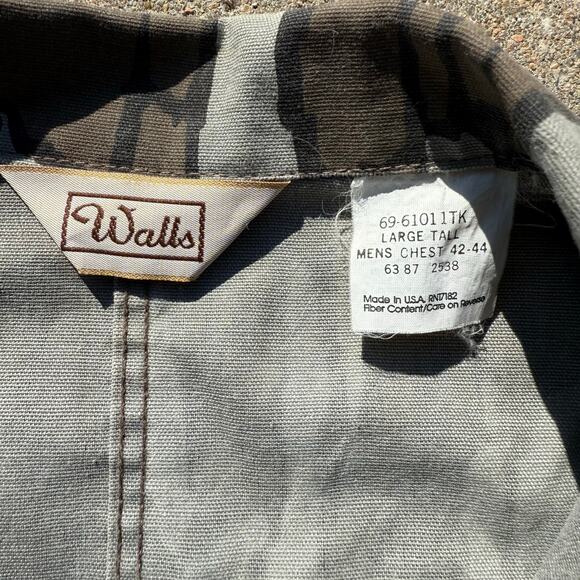 Walls
69-61011TK
LARGE TALL
MENS CHEST 42-44
63 87 2538
Made in U.S.A. RN17182
Fiber Content/Care on Reverse